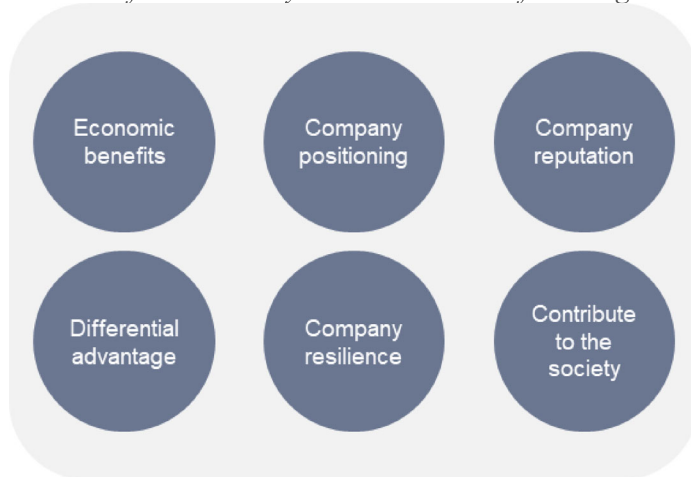 Economic
benefits
Company
positioning
Company
reputation
Differential
advantage
Company
resilience
Contribute
to the
society